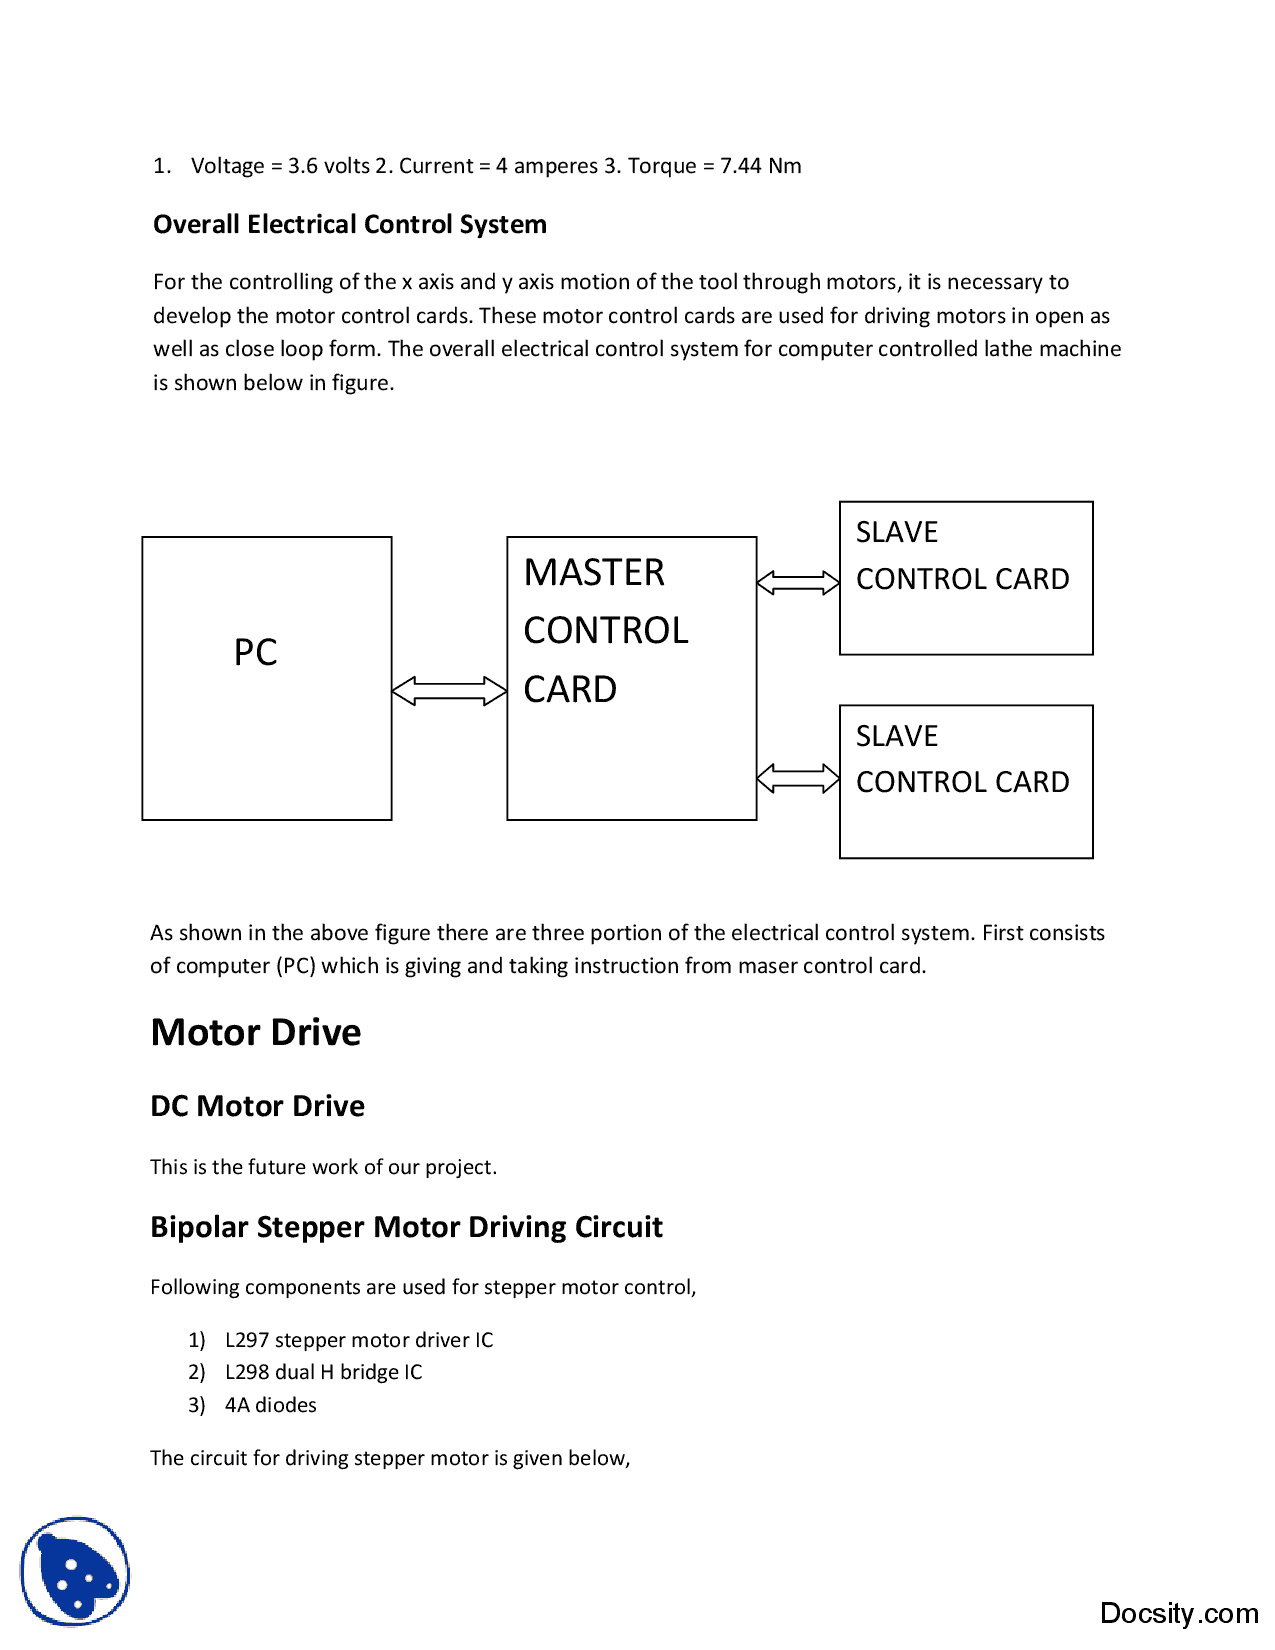 1. Voltage = 3.6 volts 2. Current = 4 amperes 3. Torque = 7.44 Nm
Overall Electrical Control System
For the controlling of the x axis and y axis motion of the tool through motors, it is necessary to
develop the motor control cards. These motor control cards are used for driving motors in open as
well as close loop form. The overall electrical control system for computer controlled lathe machine
is shown below in figure.
PC
MASTER
CONTROL
CARD
SLAVE
CONTROL CARD
SLAVE
CONTROL CARD
As shown in the above figure there are three portion of the electrical control system. First consists
of computer (PC) which is giving and taking instruction from maser control card.
Motor Drive
DC Motor Drive
This is the future work of our project.
Bipolar Stepper Motor Driving Circuit
Following components are used for stepper motor control,
1) L297 stepper motor driver IC
2) L298 dual H bridge IC
3) 4A diodes
The circuit for driving stepper motor is given below,
Docsity.com